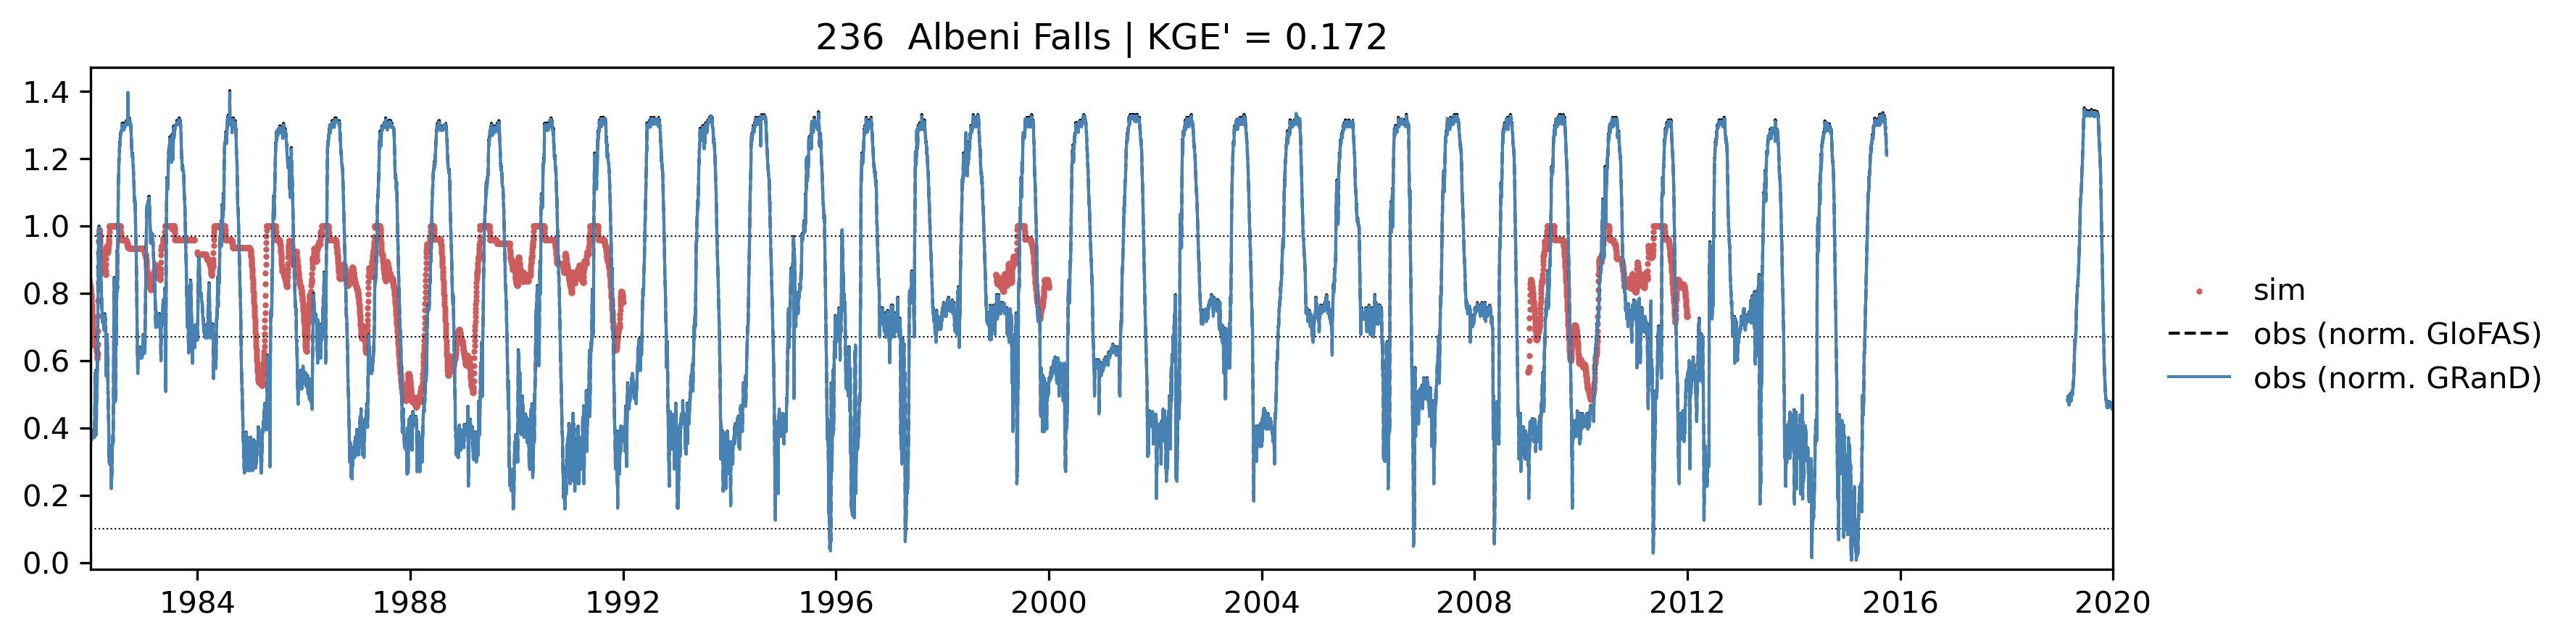 236 Albeni Falls | KGE' = 0.172
1.4
1.2
1.0
0.8
0.6
0.4
0.2
0.0
1984 1988 1992 1996 2000 2004 2008 2012 2016 2020
sim
obs (norm. GloFAS)
obs (norm. GRanD)